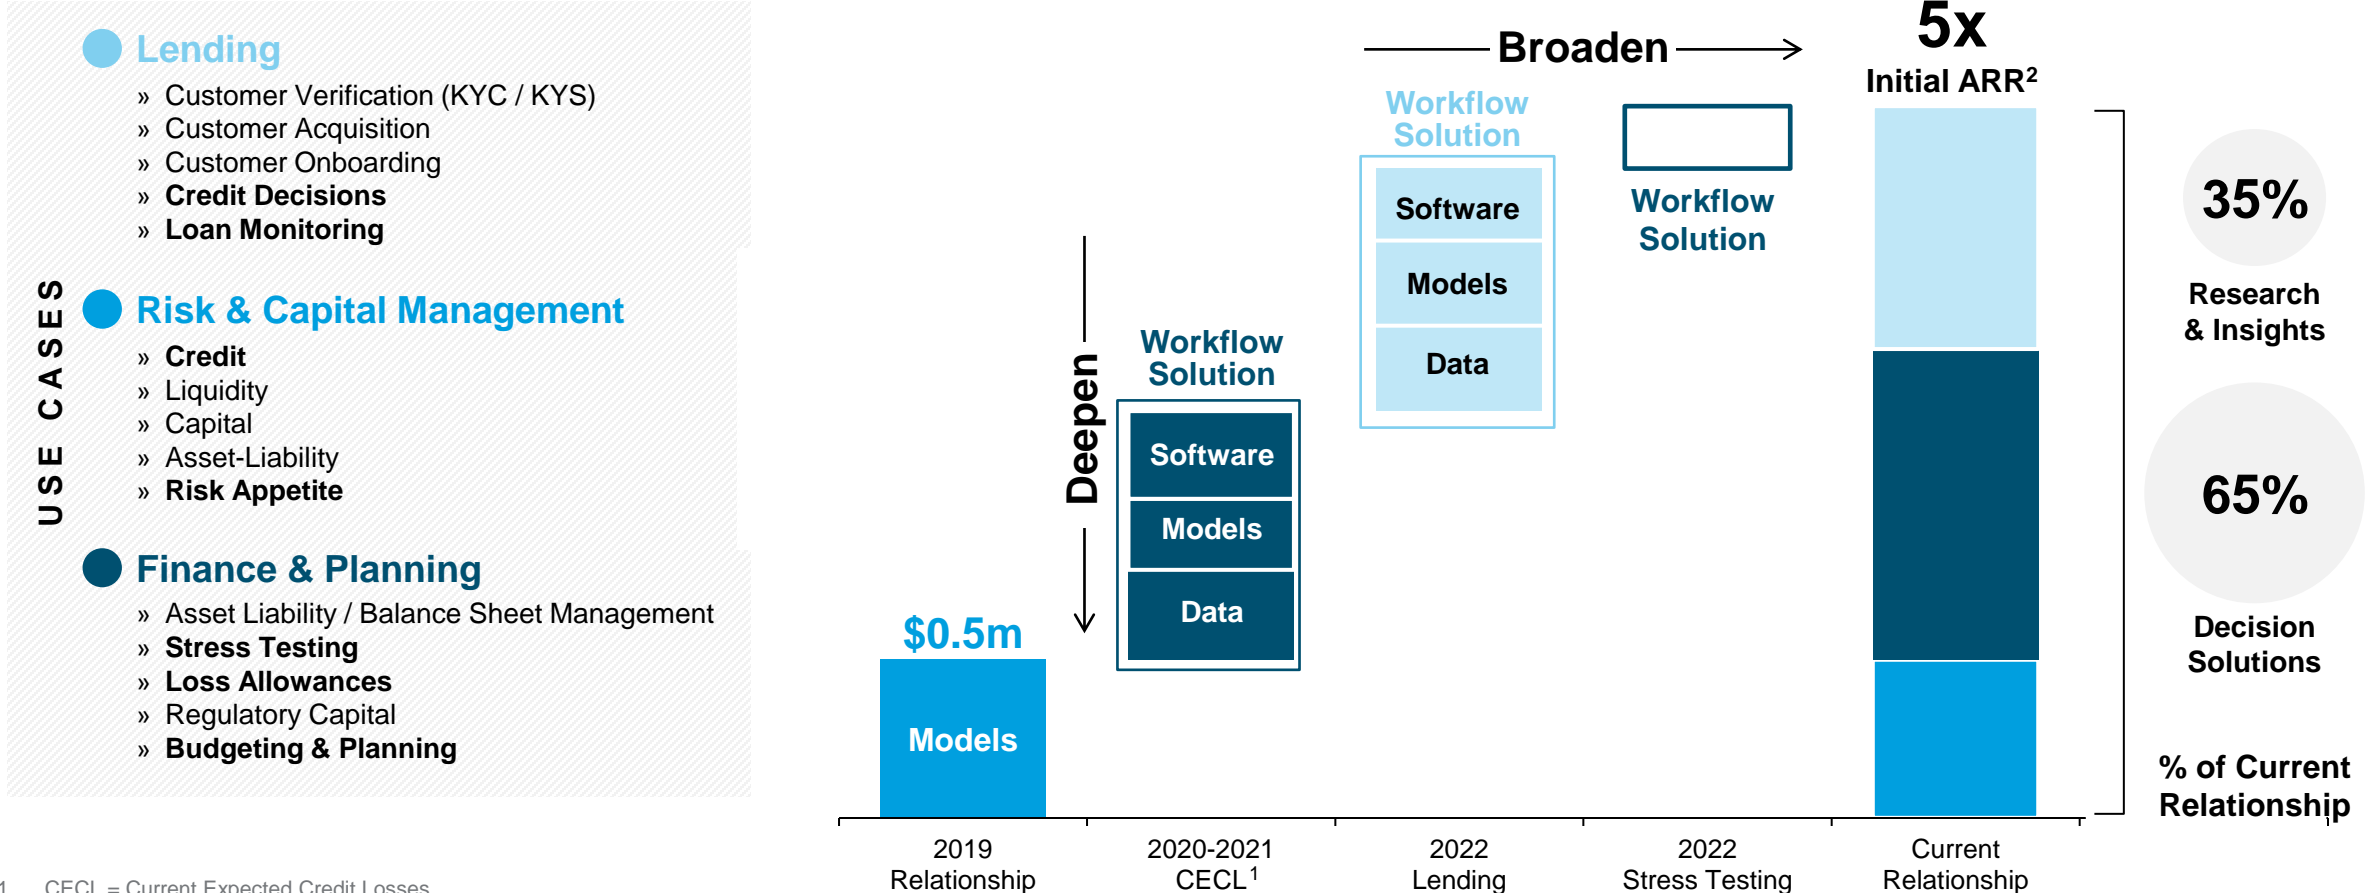 USE CASES
Lending
» Customer Verification (KYC / KYS)
» Customer Acquisition
» Customer Onboarding
» Credit Decisions
» Loan Monitoring
Risk & Capital Management
» Credit
» Liquidity
» Capital
» Asset-Liability
» Risk Appetite
Finance & Planning
» Asset Liability / Balance Sheet Management
» Stress Testing
» Loss Allowances
» Regulatory Capital
» Budgeting & Planning
$0.5m
Models
Deepen
Workflow
Solution
Software
Models
Data
Broaden
Workflow
Solution
Software
Models
Data
Workflow
Solution
5x
Initial ARR²
35%
Research
& Insights
65%
Decision
Solutions
% of Current
Relationship
2019
Relationship
2020-2021
CECL¹
2022
Lending
2022
Stress Testing
Current
Relationship
1 CECL = Current Expected Credit Losses